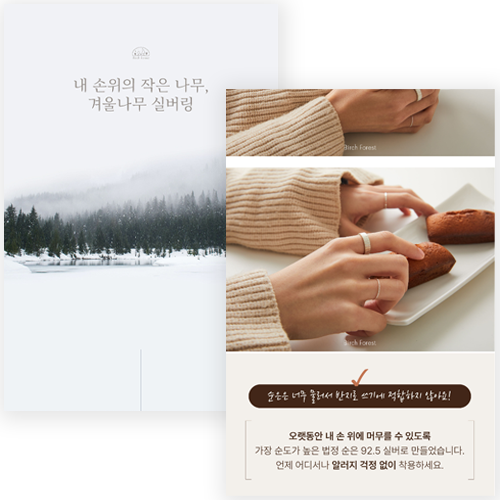 내 손위의 작은 나무,
겨울나무 실버링
Birch Forest
Birch Forest
순은은 너무 물러서 반지로 쓰기에 적합하지 않아요!
오랫동안 내 손 위에 머무를 수 있도록
가장 순도가 높은 법정 순은 92.5 실버로 만들었습니다.
언제 어디서나 알러지 걱정 없이 착용하세요.